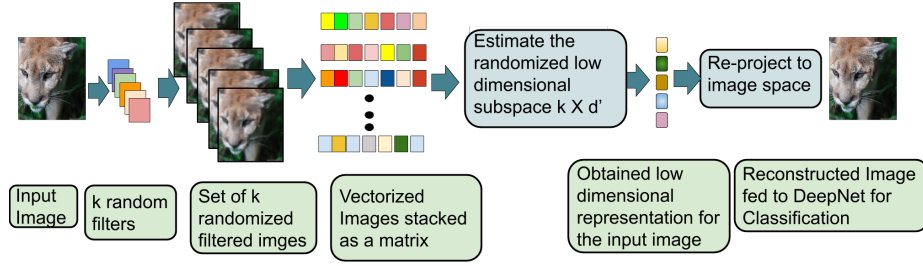 Estimate the
randomized low
dimensional
subspace k X d'
Re-project to
image space
Input
Image
k random
filters
Set of k
randomized
filtered imges
Vectorized
Images stacked
as a matrix
Obtained low
dimensional
representation for
the input image
Reconstructed Image
fed to DeepNet for
Classification